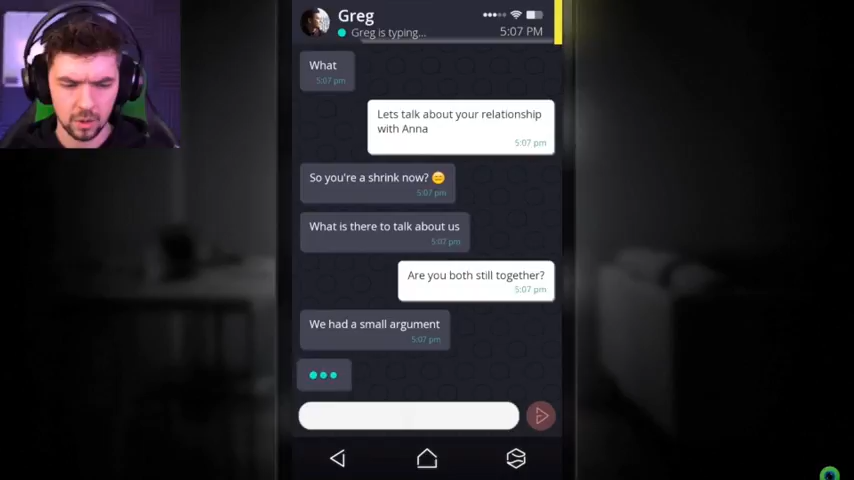 Greg
Greg is typing...
5:07 PM
What
5:07 pm
Lets talk about your relationship
with Anna
5:07 pm
So you're a shrink now? 😑
5:07 pm
What is there to talk about us
5:07 pm
Are you both still together?
5:07 pm
We had a small argument
5:07 pm